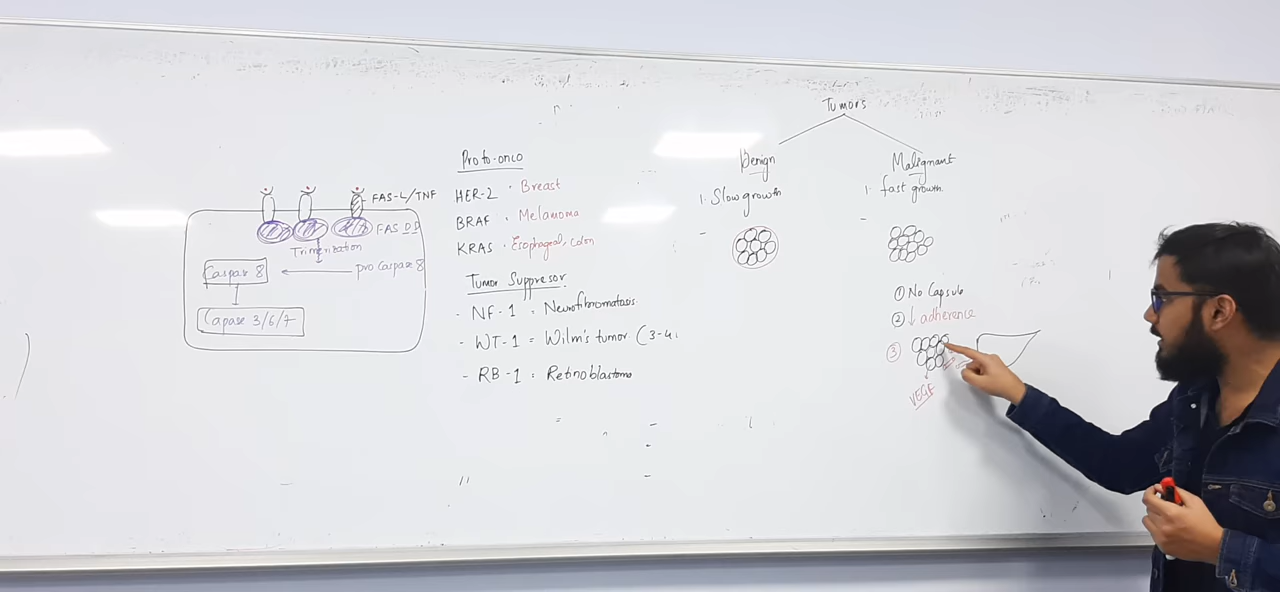 FAS-L/TNF
FAS DD
Trimerization
Caspase 8
pro Caspase 8
Capase 3/6/7
Proto-onco
HER-2 · Breast
BRAF · Melanoma
KRAS · Esophageal, Colon
Tumor Suppresor
- NF-1 = Neurofibromatosis
- WT-1 = Wilm's tumor (3-4
- RB-1 = Retinoblastoma
Tumors
Benign
1. Slow growth
Malignant
1. fast growth
① No Capsule
② ↓ adherence
③
VEGF